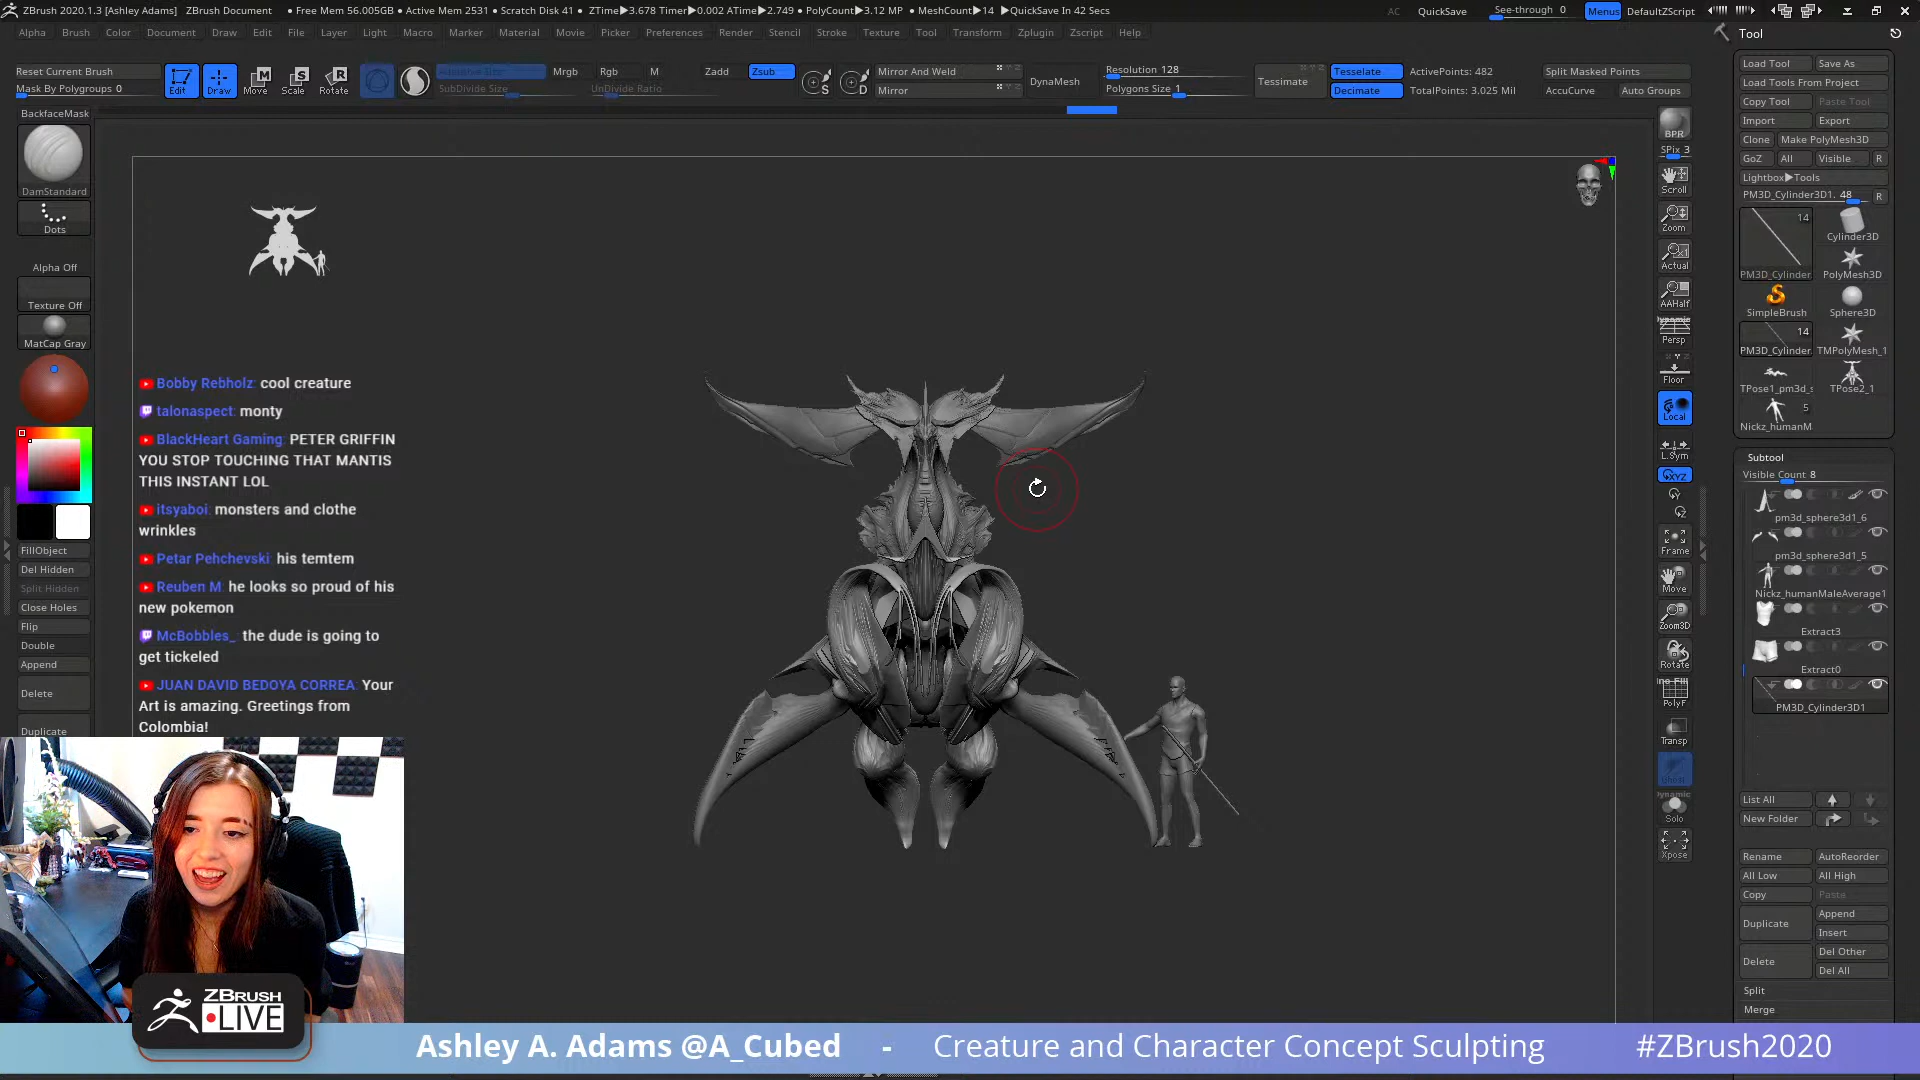 ZBrush 2020.1.3 [Ashley Adams] ZBrush Document • Free Mem 56.005GB • Active Mem 2531 • Scratch Disk 41 • ZTime▶3.678 Timer▶0.002 ATime▶2.749 • PolyCount▶3.12 MP • MeshCount▶14 ▶QuickSave In 42 Secs AC QuickSave See-through 0 Menus DefaultZScript
Alpha Brush Color Document Draw Edit File Layer Light Macro Marker Material Movie Picker Preferences Render Stencil Stroke Texture Tool Transform Zplugin Zscript Help
Tool
Reset Current Brush
Mask By Polygroups 0
Edit Draw Move Scale Rotate
SubDivide Size UnDivide Ratio
Mrgb Rgb M Zadd Zsub
S D
Mirror And Weld
Mirror
DynaMesh
Resolution 128
Polygons Size 1
Tessimate
Tesselate
Decimate
ActivePoints: 482
TotalPoints: 3.025 Mil
Split Masked Points
AccuCurve Auto Groups
BackfaceMask
DamStandard
Dots
Alpha Off
Texture Off
MatCap Gray
FillObject
Del Hidden
Split Hidden
Close Holes
Flip
Double
Append
Delete
Duplicate
Bobby Rebholz: cool creature
talonaspect: monty
BlackHeart Gaming: PETER GRIFFIN
YOU STOP TOUCHING THAT MANTIS
THIS INSTANT LOL
itsyaboi: monsters and clothe
wrinkles
Petar Pehchevski: his temtem
Reuben M: he looks so proud of his
new pokemon
McBobbles_: the dude is going to
get tickeled
JUAN DAVID BEDOYA CORREA: Your
Art is amazing. Greetings from
Colombia!
BPR
SPix 3
Scroll
Zoom
Actual
AAHalf
Dynamic
Persp
Floor
Local
L.Sym
Frame
Move
Zoom3D
Rotate
PolyF
Transp
Ghost
Dynamic
Solo
Xpose
Load Tool Save As
Load Tools From Project
Copy Tool Paste Tool
Import Export
Clone Make PolyMesh3D
GoZ All Visible R
Lightbox▶Tools
PM3D_Cylinder3D1. 48 R
14
PM3D_Cylinder
Cylinder3D
PolyMesh3D
SimpleBrush Sphere3D
14
PM3D_Cylinder TMPolyMesh_1
TPose1_pm3d_s TPose2_1
5
Nickz_humanM
Subtool
Visible Count 8
pm3d_sphere3d1_6
pm3d_sphere3d1_5
Nickz_humanMaleAverage1
Extract3
Extract0
PM3D_Cylinder3D1
List All
New Folder
Rename AutoReorder
All Low All High
Copy Paste
Duplicate Append
Insert
Delete Del Other
Del All
Split
Merge
ZBRUSH
LIVE
Ashley A. Adams @A_Cubed - Creature and Character Concept Sculpting #ZBrush2020